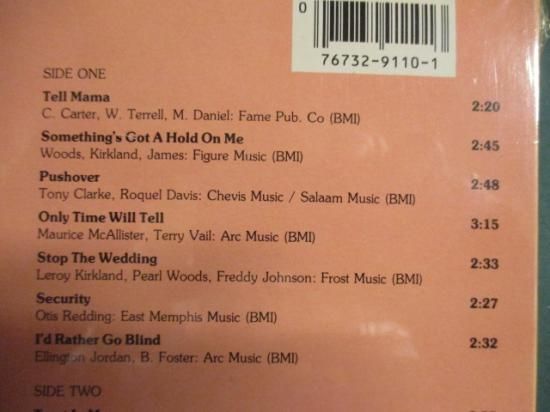 0
76732-9110-1
SIDE ONE
Tell Mama
C. Carter, W. Terrell, M. Daniel: Fame Pub. Co (BMI) 2:20
Something's Got A Hold On Me
Woods, Kirkland, James: Figure Music (BMI) 2:45
Pushover
Tony Clarke, Roquel Davis: Chevis Music / Salaam Music (BMI) 2:48
Only Time Will Tell
Maurice McAllister, Terry Vail: Arc Music (BMI) 3:15
Stop The Wedding
Leroy Kirkland, Pearl Woods, Freddy Johnson: Frost Music (BMI) 2:33
Security
Otis Redding: East Memphis Music (BMI) 2:27
I'd Rather Go Blind
Ellington Jordan, B. Foster: Arc Music (BMI) 2:32
SIDE TWO